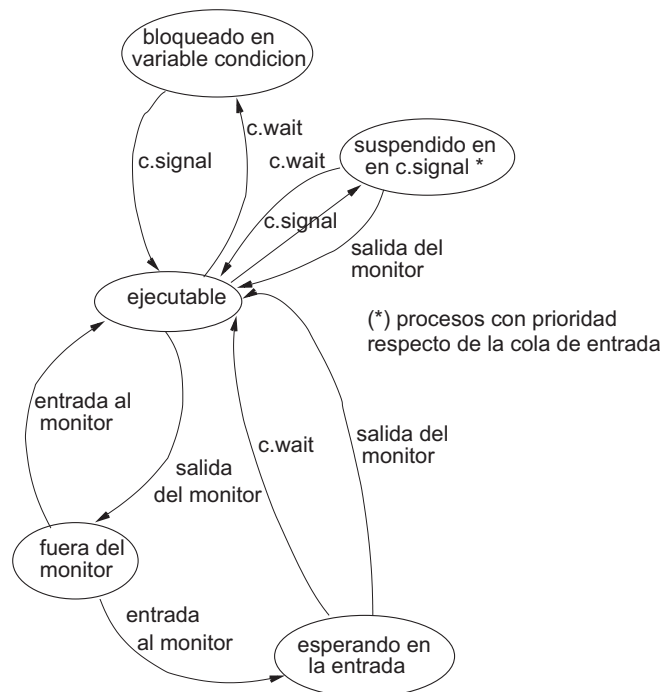 bloqueado en
variable condicion
c.wait
c.signal
suspendido en
en c.signal *
c.wait
c.signal
salida del
monitor
ejecutable
(*) procesos con prioridad
respecto de la cola de entrada
entrada al
monitor
c.wait
salida del
monitor
salida
del monitor
fuera del
monitor
entrada
al monitor
esperando en
la entrada